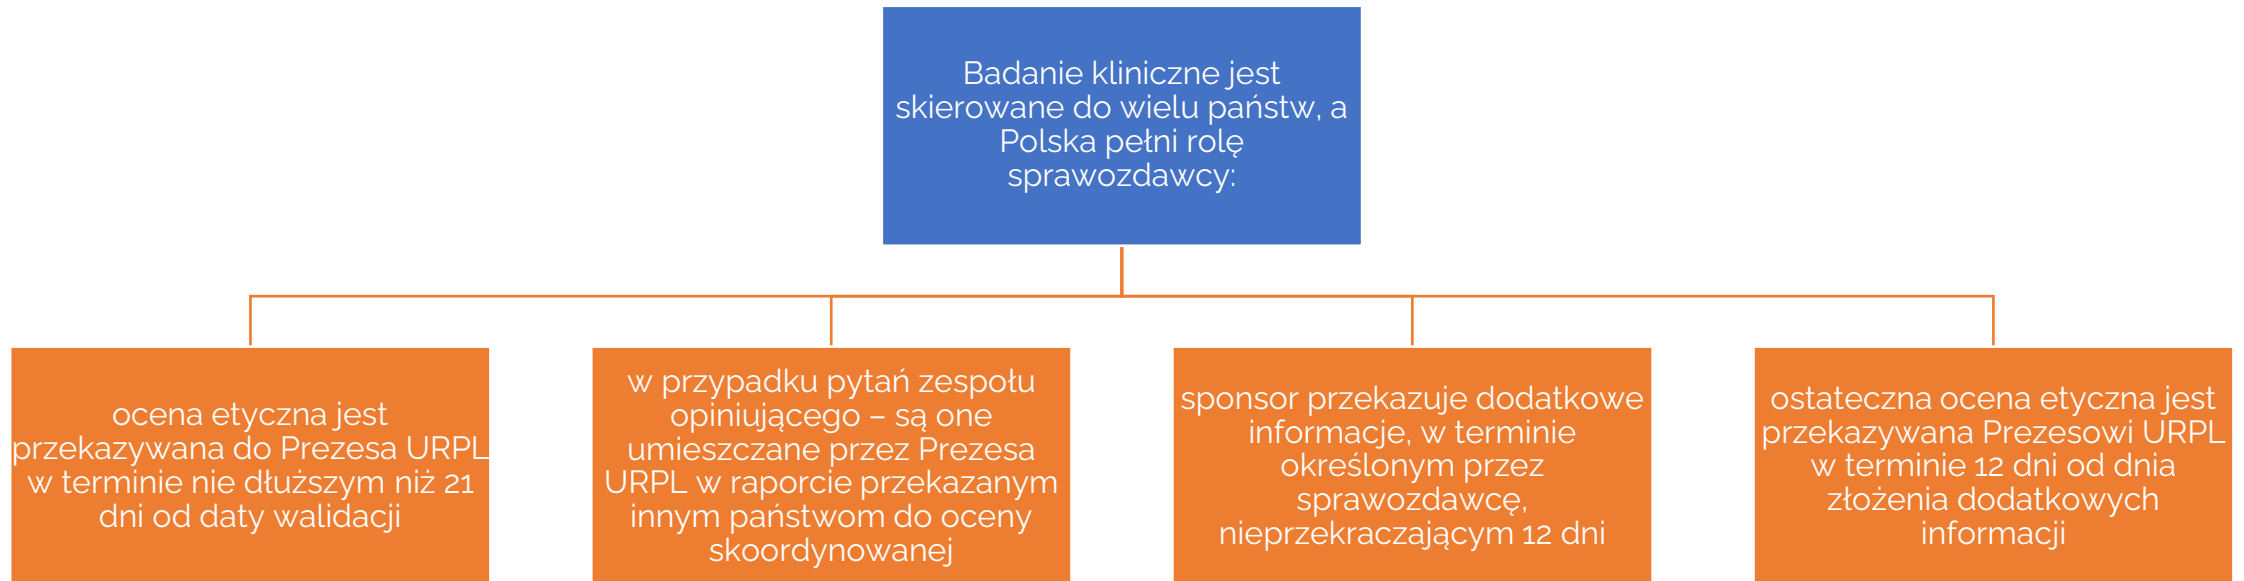 Badanie kliniczne jest
skierowane do wielu państw, a
Polska pełni rolę
sprawozdawcy:
ocena etyczna jest
przekazywana do Prezesa URPL
w terminie nie dłuższym niż 21
dni od daty walidacji
w przypadku pytań zespołu
opiniującego – są one
umieszczane przez Prezesa
URPL w raporcie przekazanym
innym państwom do oceny
skoordynowanej
sponsor przekazuje dodatkowe
informacje, w terminie
określonym przez
sprawozdawcę,
nieprzekraczającym 12 dni
ostateczna ocena etyczna jest
przekazywana Prezesowi URPL
w terminie 12 dni od dnia
złożenia dodatkowych
informacji